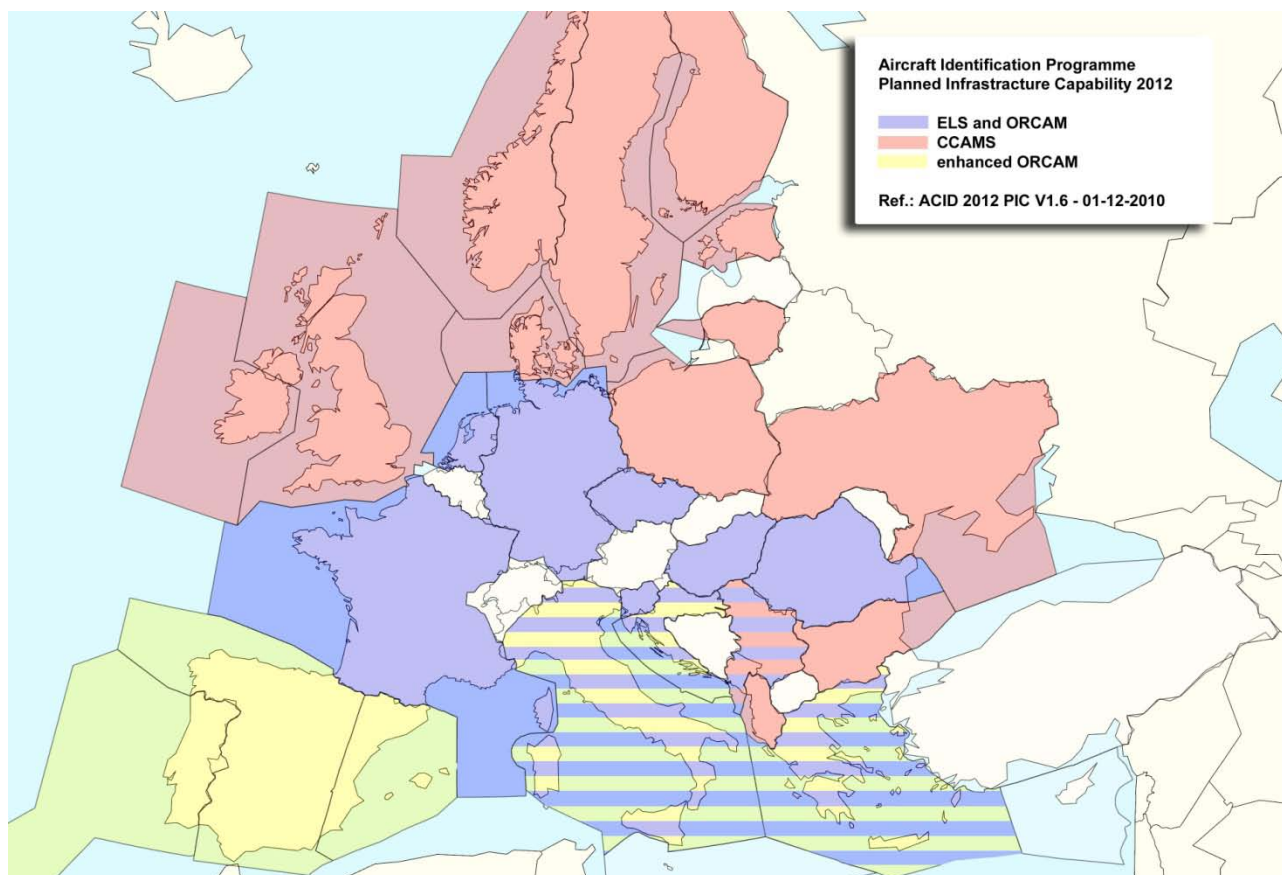 Aircraft Identification Programme
Planned Infrastracture Capability 2012
ELS and ORCAM
CCAMS
enhanced ORCAM
Ref.: ACID 2012 PIC V1.6 - 01-12-2010